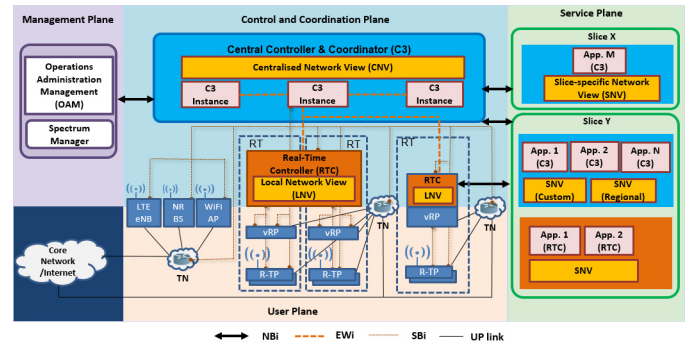 Management Plane
Control and Coordination Plane
Service Plane
Operations
Administration
Management
(OAM)
Spectrum
Manager
Central Controller & Coordinator (C3)
Centralised Network View (CNV)
C3
Instance
C3
Instance
C3
Instance
Slice X
App. M
(C3)
Slice-specific Network
View (SNV)
Slice Y
App. 1
(C3)
App. 2
(C3)
App. N
(C3)
SNV
(Custom)
SNV
(Regional)
App. 1
(RTC)
App. 2
(RTC)
SNV
RT
RT
RT
Real-Time
Controller (RTC)
Local Network View
(LNV)
RTC
LNV
vRP
vRP
vRP
R-TP
R-TP
R-TP
LTE
eNB
NR
BS
WiFi
AP
TN
TN
TN
Core
Network
/Internet
User Plane
NBi
EWi
SBi
UP link